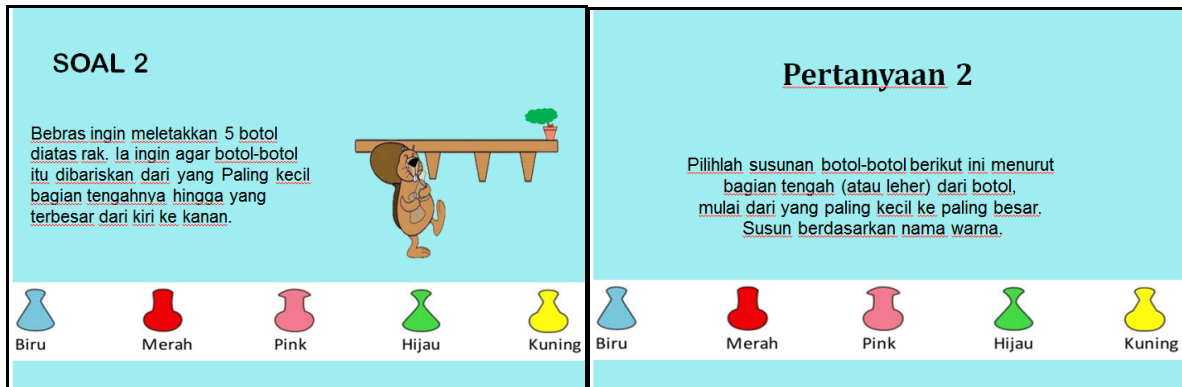 SOAL 2
Bebras ingin meletakkan 5 botol
diatas rak. Ia ingin agar botol-botol
itu dibariskan dari yang Paling kecil
bagian tengahnya hingga yang
terbesar dari kiri ke kanan.
Biru Merah Pink Hijau Kuning
Pertanyaan 2
Pilihlah susunan botol-botol berikut ini menurut
bagian tengah (atau leher) dari botol,
mulai dari yang paling kecil ke paling besar.
Susun berdasarkan nama warna.
Biru Merah Pink Hijau Kuning